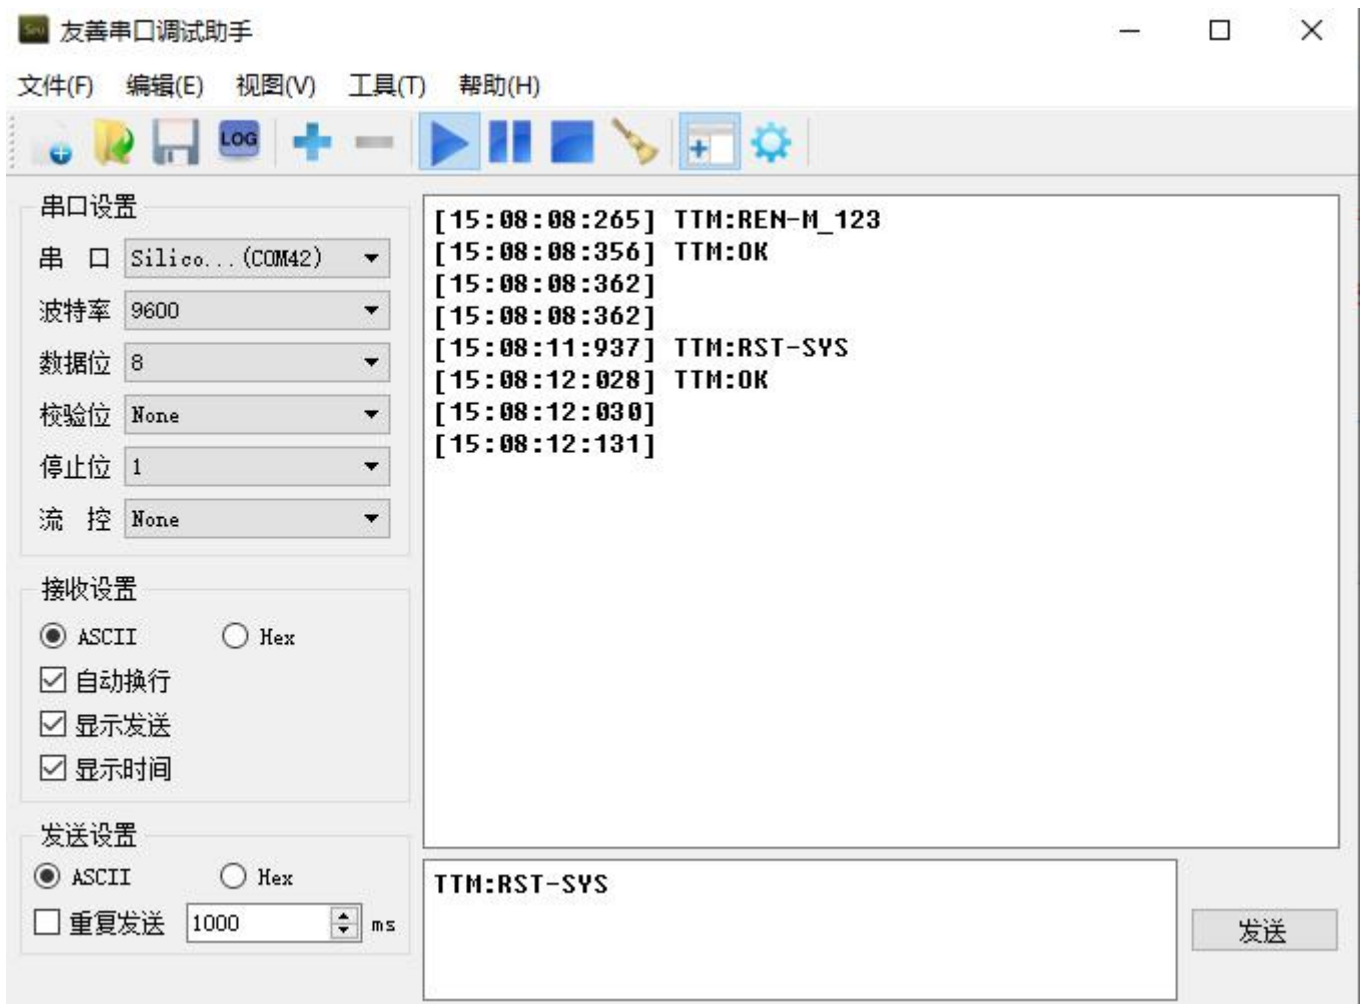 友善串口调试助手
文件(F) 编辑(E) 视图(V) 工具(T) 帮助(H)
LOG
串口设置
串 口 Silico...(COM42)
波特率 9600
数据位 8
校验位 None
停止位 1
流 控 None
接收设置
ASCII Hex
自动换行
显示发送
显示时间
发送设置
ASCII Hex
重复发送 1000 ms
[15:08:08:265] TTM:REN-M_123
[15:08:08:356] TTM:OK
[15:08:08:362]
[15:08:08:362]
[15:08:11:937] TTM:RST-SYS
[15:08:12:028] TTM:OK
[15:08:12:030]
[15:08:12:131]
TTM:RST-SYS
发送